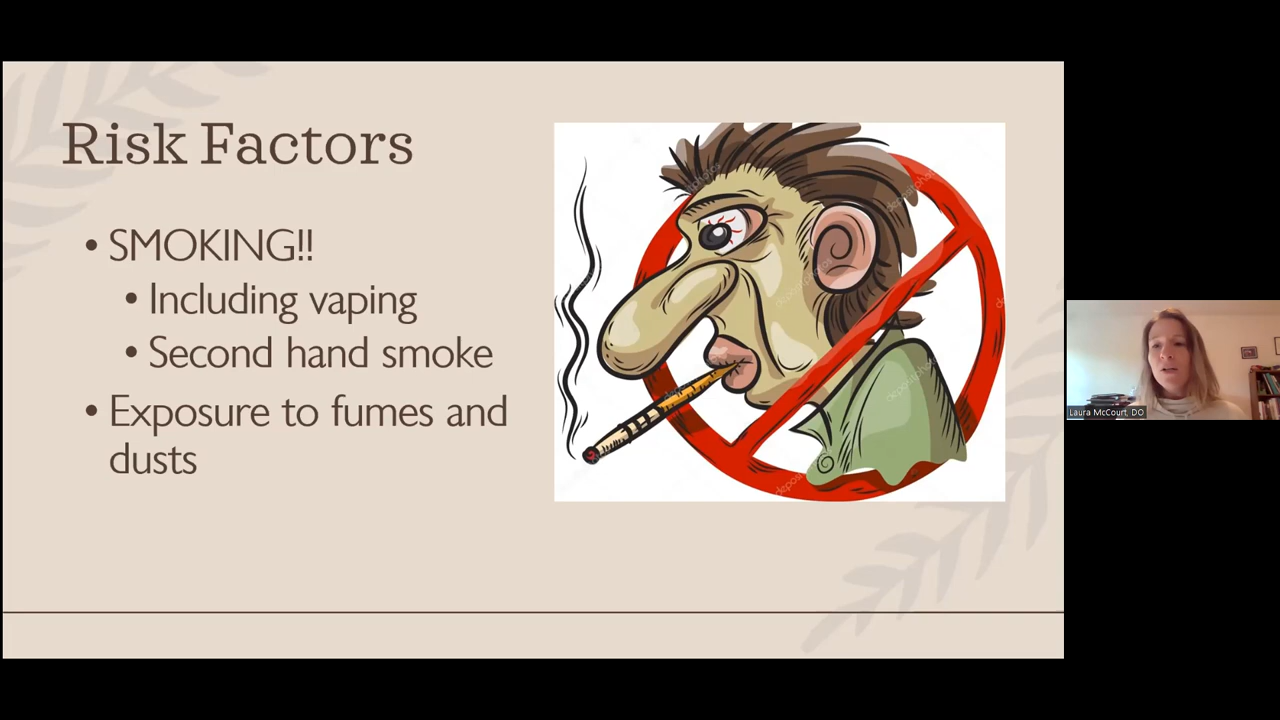 Risk Factors
• SMOKING!!
• Including vaping
• Second hand smoke
• Exposure to fumes and
dusts
Laura McCourt, DO